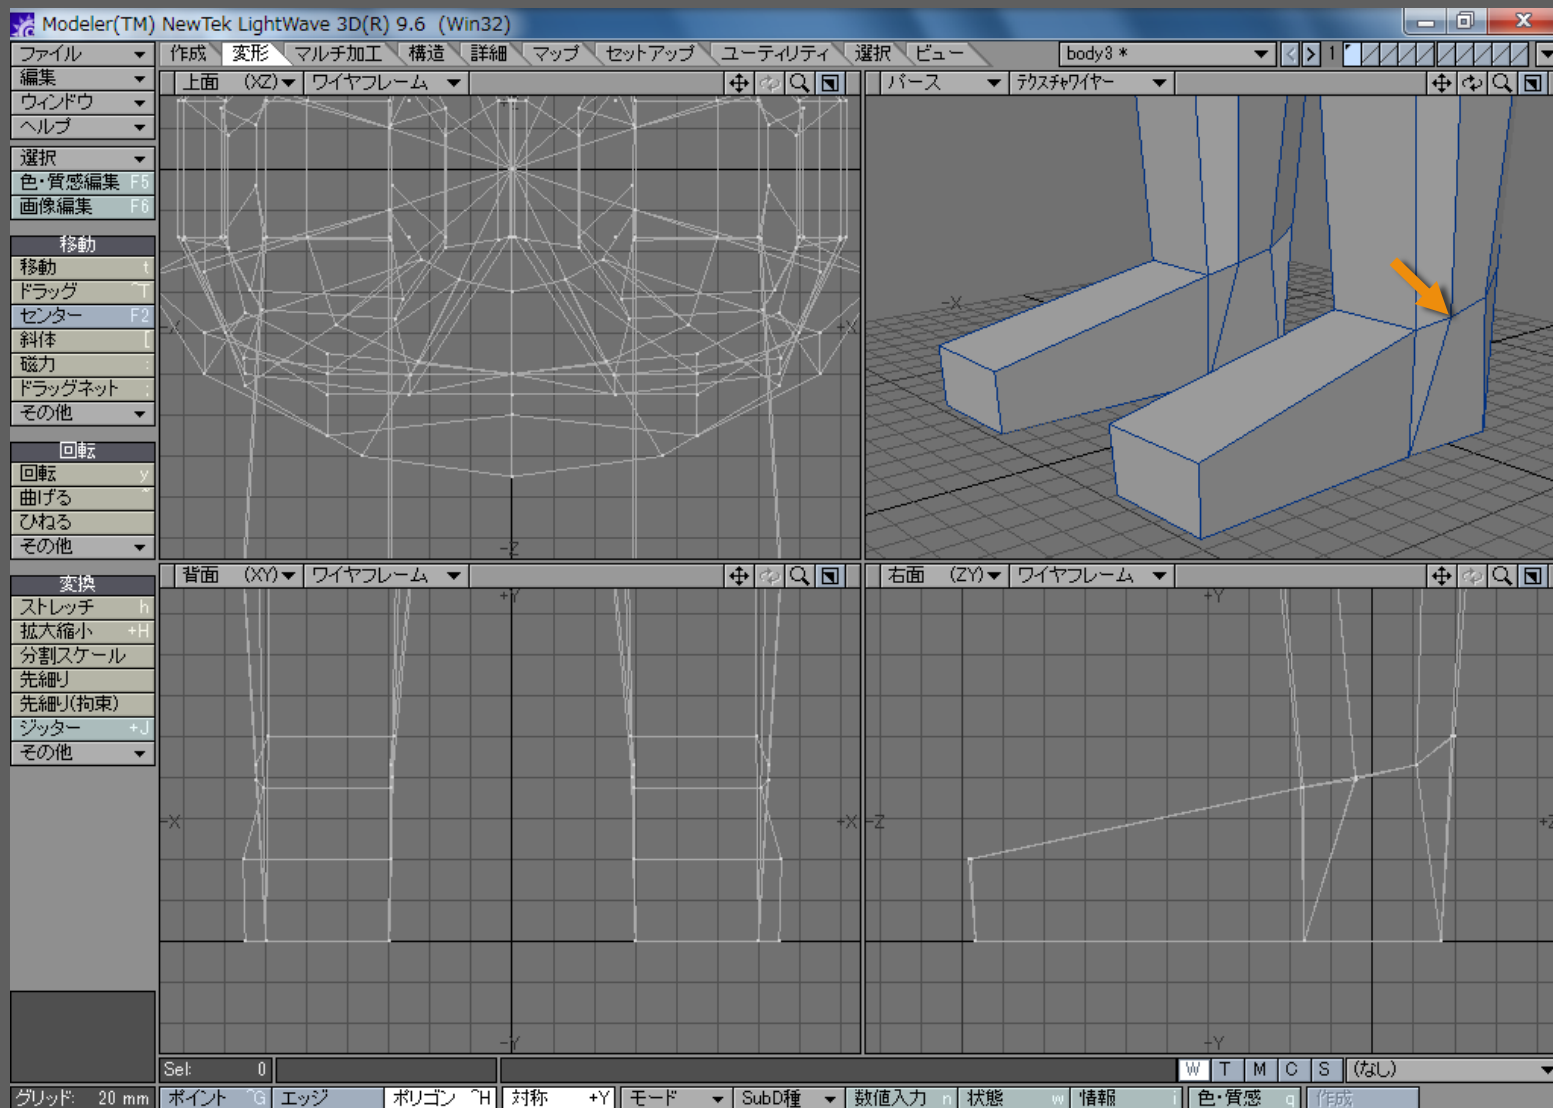 Modeler(TM) NewTek LightWave 3D(R) 9.6 (Win32)
ファイル 作成 変形 マルチ加工 構造 詳細 マップ セットアップ ユーティリティ 選択 ビュー body3 * 1
編集
ウィンドウ
ヘルプ
選択
色・質感編集 F5
画像編集 F6
移動
移動 t
ドラッグ ^T
センター F2
斜体 [
磁力 :
ドラッグネット ;
その他
回転
回転 y
曲げる ~
ひねる
その他
変換
ストレッチ h
拡大縮小 +H
分割スケール
先細り
先細り(拘束)
ジッター +J
その他
上面 (XZ) ワイヤフレーム
-X +X
-Z
パース テクスチャワイヤー
-X
背面 (XY) ワイヤフレーム
+Y
-X +X
-Y
右面 (ZY) ワイヤフレーム
+Y
-Z +Z
-Y
Sel: 0 W T M C S (なし)
グリッド: 20 mm ポイント ^G エッジ ポリゴン ^H 対称 +Y モード SubD種 数値入力 n 状態 w 情報 i 色・質感 q 作成